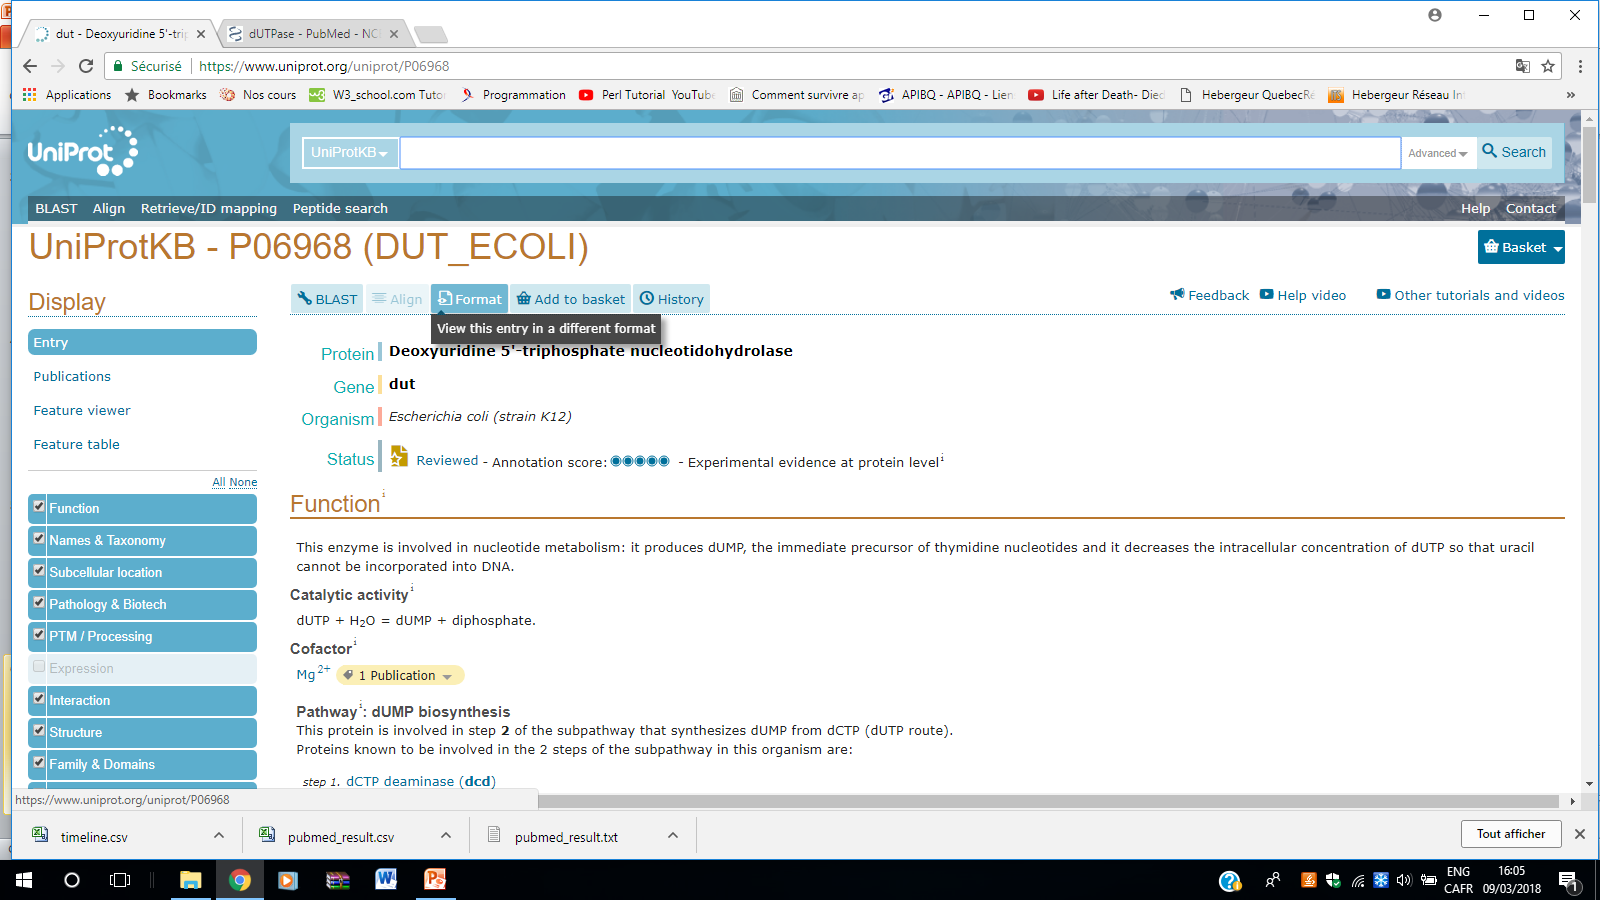 dut - Deoxyuridine 5'-tri
dUTPase - PubMed - NC
Sécurisé
https://www.uniprot.org/uniprot/P06968
Applications
Bookmarks
Nos cours
W3_school.com Tuto
Programmation
Perl Tutorial YouTub
Comment survivre a
APIBQ - APIBQ - Lien
Life after Death- Died
Hebergeur QuebecRe
Hebergeur Réseau In
UniProt
UniProtKB
Advanced
Search
BLAST
Align
Retrieve/ID mapping
Peptide search
Help
Contact
UniProtKB - P06968 (DUT_ECOLI)
Basket
Display
BLAST
Align
Format
Add to basket
History
Feedback
Help video
Other tutorials and videos
View this entry in a different format
Entry
Publications
Feature viewer
Feature table
All None
Function
Names & Taxonomy
Subcellular location
Pathology & Biotech
PTM / Processing
Expression
Interaction
Structure
Family & Domains
Protein Deoxyuridine 5'-triphosphate nucleotidohydrolase
Gene dut
Organism Escherichia coli (strain K12)
Status Reviewed - Annotation score: - Experimental evidence at protein level i
Function i
This enzyme is involved in nucleotide metabolism: it produces dUMP, the immediate precursor of thymidine nucleotides and it decreases the intracellular concentration of dUTP so that uracil
cannot be incorporated into DNA.
Catalytic activity i
dUTP + H2O = dUMP + diphosphate.
Cofactor i
Mg2+ 1 Publication
Pathway i: dUMP biosynthesis
This protein is involved in step 2 of the subpathway that synthesizes dUMP from dCTP (dUTP route).
Proteins known to be involved in the 2 steps of the subpathway in this organism are:
step 1. dCTP deaminase (dcd)
https://www.uniprot.org/uniprot/P06968
timeline.csv
pubmed_result.csv
pubmed_result.txt
Tout afficher
ENG
CAFR
16:05
09/03/2018
1